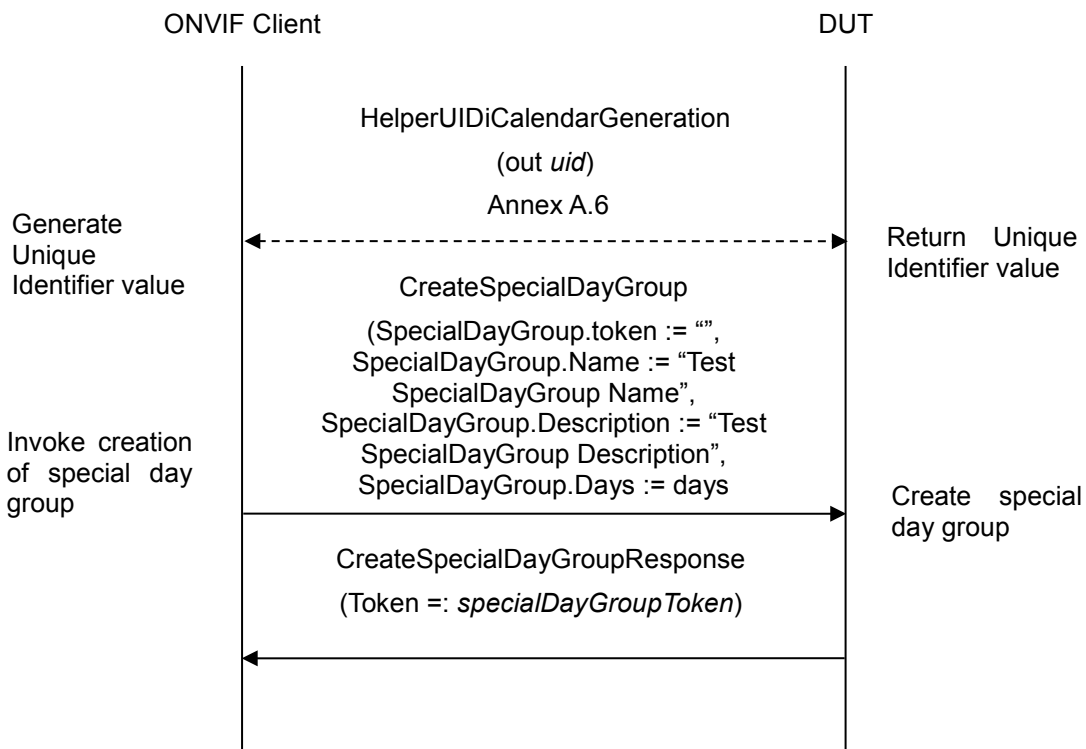 ONVIF Client
DUT
HelperUIDiCalendarGeneration
(out uid)
Annex A.6
Generate
Unique
Identifier value
Return Unique
Identifier value
CreateSpecialDayGroup
(SpecialDayGroup.token := “”,
SpecialDayGroup.Name := “Test
SpecialDayGroup Name”,
SpecialDayGroup.Description := “Test
SpecialDayGroup Description”,
SpecialDayGroup.Days := days
Invoke creation
of special day
group
Create special
day group
CreateSpecialDayGroupResponse
(Token =: specialDayGroupToken)